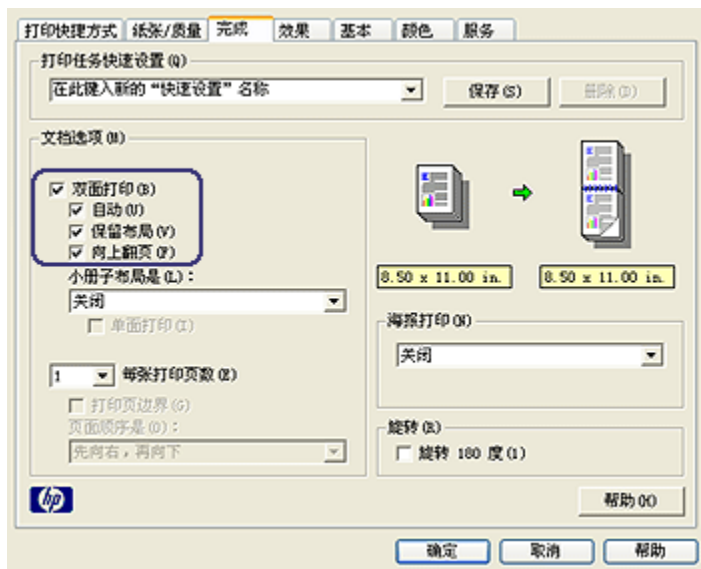 打印快捷方式 纸张/质量 完成 效果 基本 颜色 服务
打印任务快速设置(Q)
在此键入新的“快速设置”名称
保存(S)
删除(D)
文档选项(M)
双面打印(B)
自动(U)
保留布局(V)
向上翻页(F)
小册子布局是(L):
关闭
单面打印(I)
1 每张打印页数(E)
打印页边界(G)
页面顺序是(O):
先向右,再向下
8.50 x 11.00 in.
8.50 x 11.00 in.
海报打印(N)
关闭
旋转(R)
旋转 180 度(1)
hp
帮助(X)
确定
取消
帮助